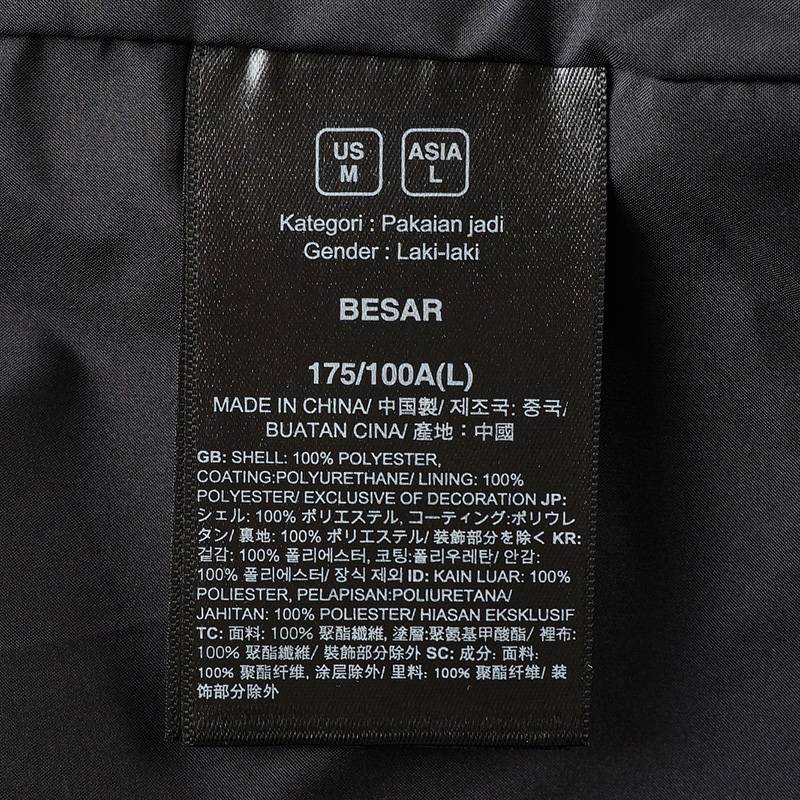 US
M
ASIA
L
Kategori : Pakaian jadi
Gender : Laki-laki
BESAR
175/100A(L)
MADE IN CHINA/ 中国製/ 제조국: 중국/
BUATAN CINA/ 產地：中國
GB: SHELL: 100% POLYESTER,
COATING:POLYURETHANE/ LINING: 100%
POLYESTER/ EXCLUSIVE OF DECORATION JP:
シェル: 100% ポリエステル, コーティング:ポリウレ
タン/ 裏地: 100% ポリエステル/ 装飾部分を除く KR:
겉감: 100% 폴리에스터, 코팅:폴리우레탄/ 안감:
100% 폴리에스터/ 장식 제외 ID: KAIN LUAR: 100%
POLIESTER, PELAPISAN:POLIURETANA/
JAHITAN: 100% POLIESTER/ HIASAN EKSKLUSIF
TC: 面料: 100% 聚酯纖維, 塗層:聚氨基甲酸酯/ 裡布:
100% 聚酯纖維/ 裝飾部分除外 SC: 成分: 面料:
100% 聚酯纤维, 涂层除外/ 里料: 100% 聚酯纤维/ 装
饰部分除外